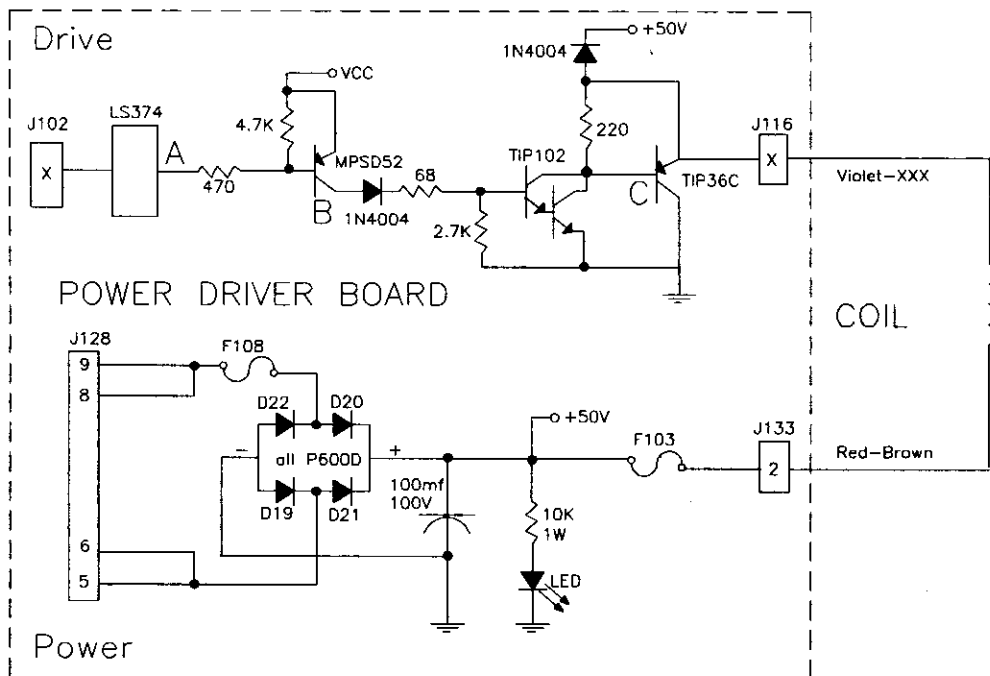 Drive
+50V
1N4004
VCC
J102
LS374
4.7K
220
J116
X
A
MPSD52
TIP102
X
470
68
C
TIP36C
Violet-XXX
B
1N4004
2.7K
POWER DRIVER BOARD
COIL
J128
F108
9
8
D22
D20
+50V
-
+
F103
J133
all P600D
Red-Brown
2
100mf
100V
10K
1W
D19
D21
6
5
LED
Power